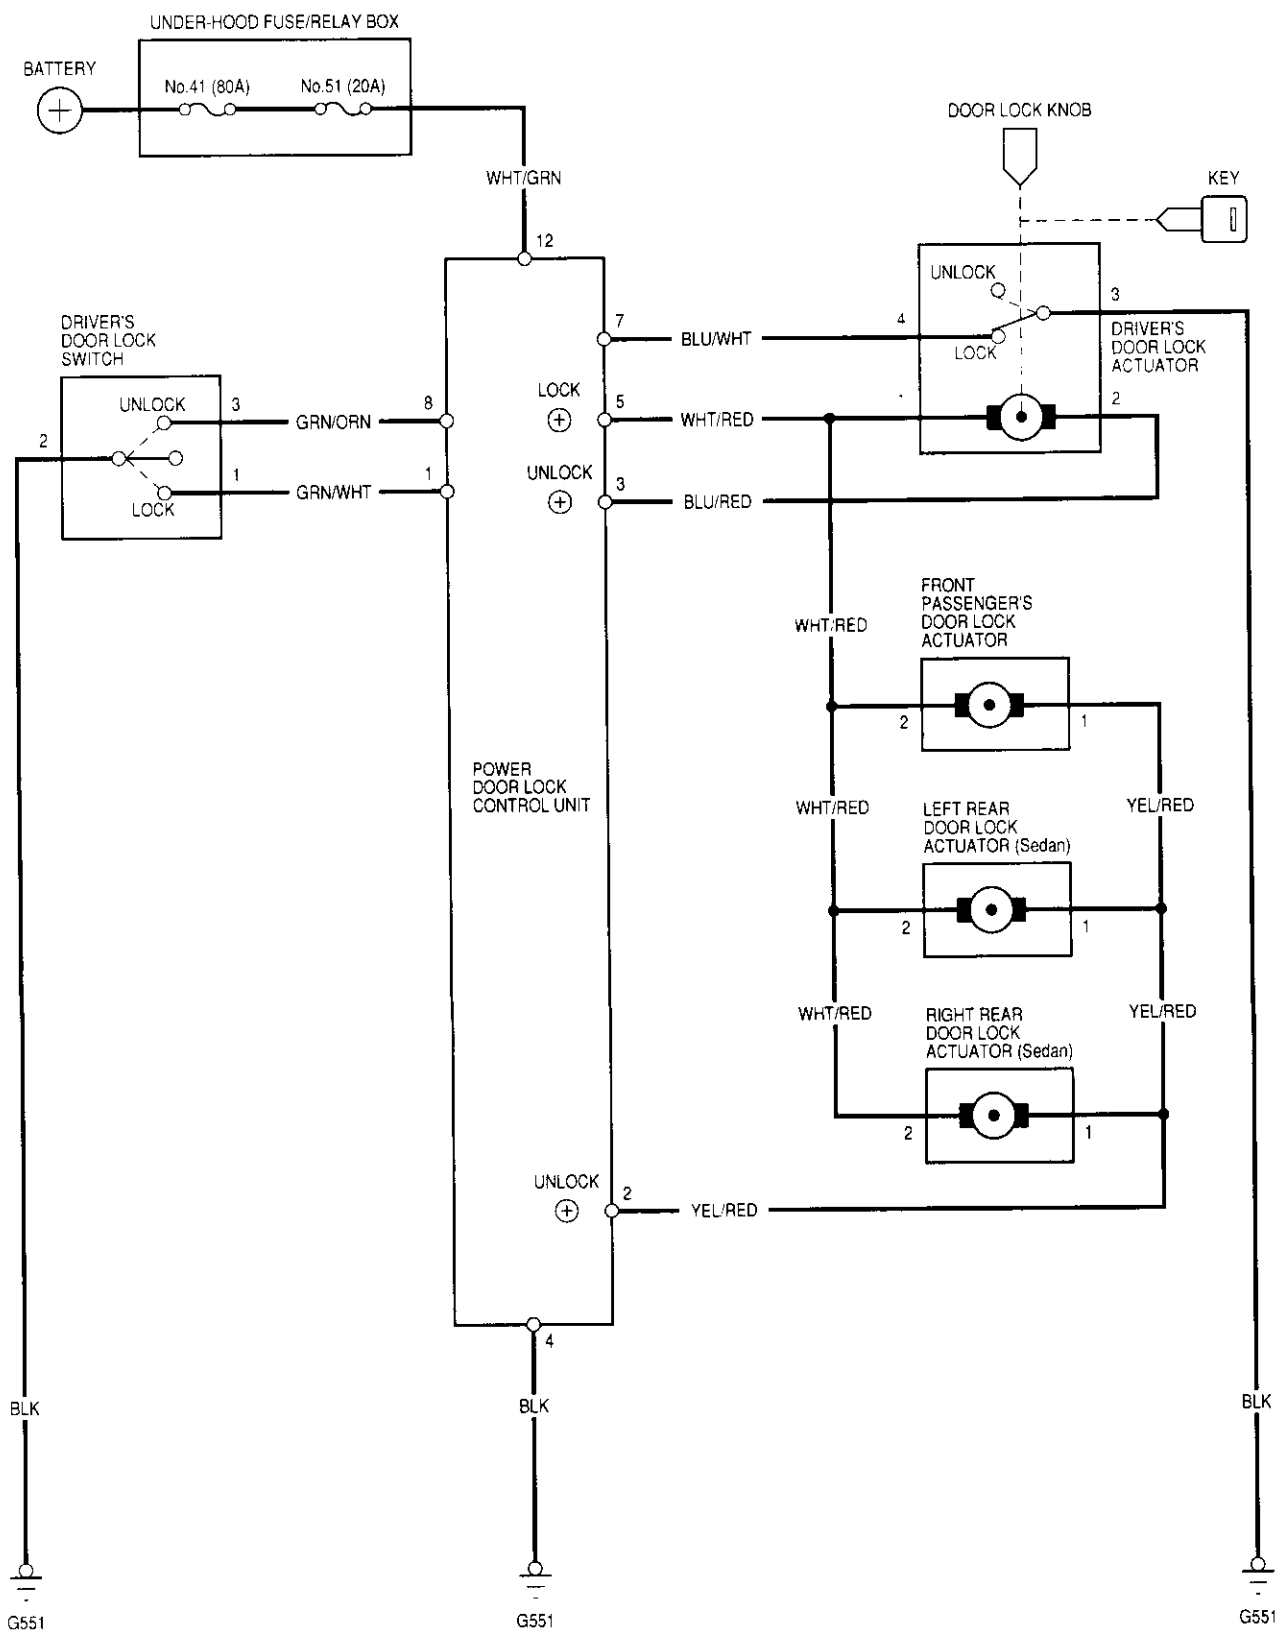 UNDER-HOOD FUSE/RELAY BOX
BATTERY
No.41 (80A)
No.51 (20A)
DOOR LOCK KNOB
WHT/GRN
KEY
12
UNLOCK
3
DRIVER'S
DOOR LOCK
SWITCH
7
BLU/WHT
4
LOCK
DRIVER'S
DOOR LOCK
ACTUATOR
UNLOCK
3
GRN/ORN
8
LOCK
5
WHT/RED
1
2
2
1
GRN/WHT
1
UNLOCK
3
BLU/RED
LOCK
FRONT
PASSENGER'S
DOOR LOCK
ACTUATOR
WHT/RED
2
1
POWER
DOOR LOCK
CONTROL UNIT
WHT/RED
LEFT REAR
DOOR LOCK
ACTUATOR (Sedan)
YEL/RED
2
1
WHT/RED
RIGHT REAR
DOOR LOCK
ACTUATOR (Sedan)
YEL/RED
2
1
UNLOCK
2
YEL/RED
4
BLK
BLK
BLK
G551
G551
G551